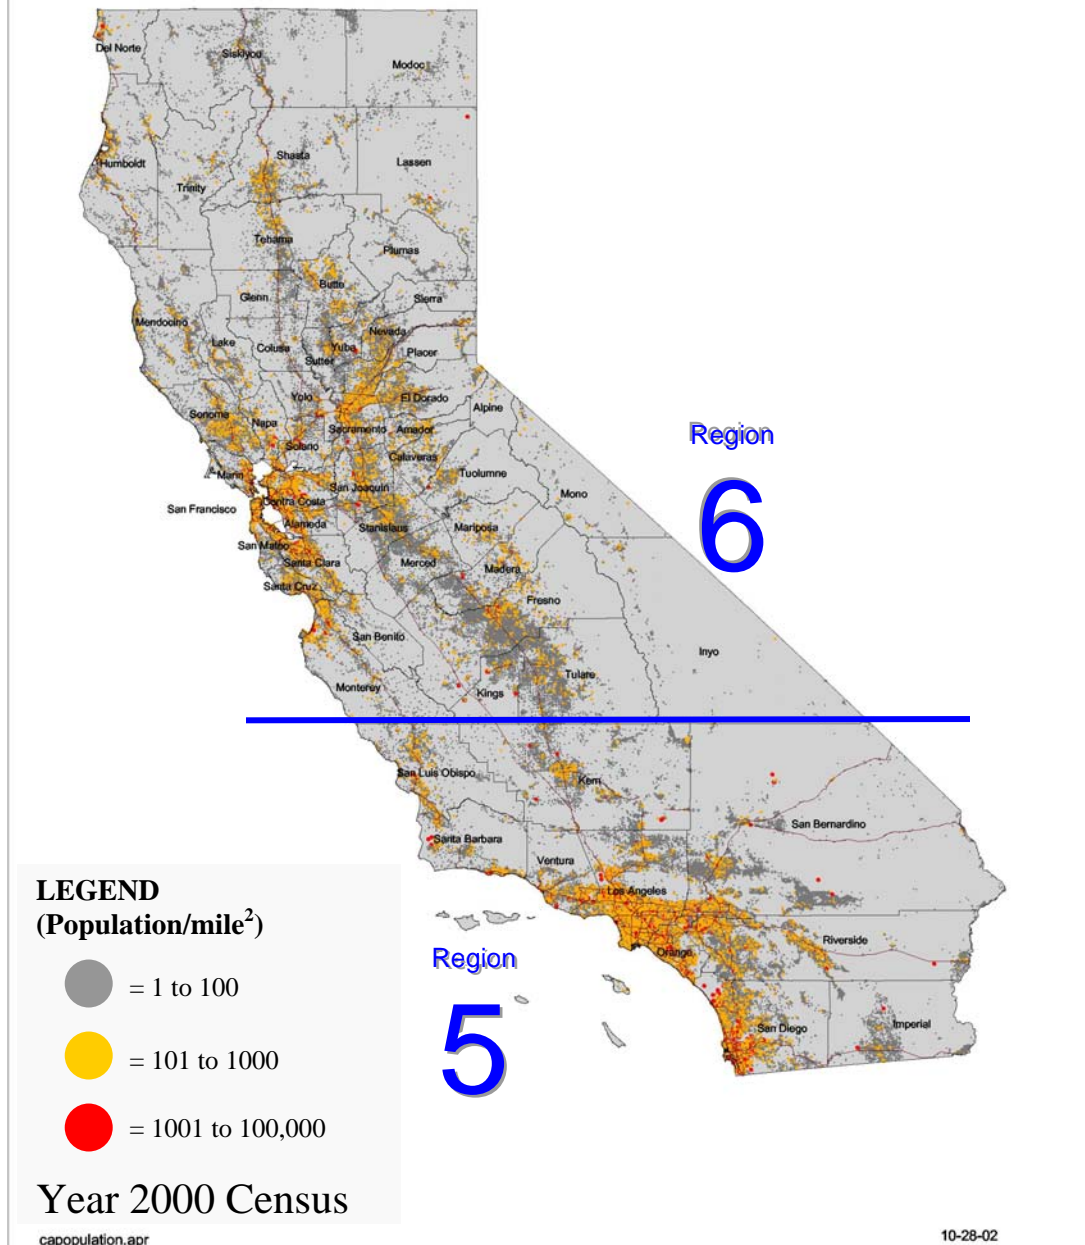 Del Norte
Siskiyou
Modoc
Humboldt
Trinity
Shasta
Lassen
Tehama
Plumas
Butte
Glenn
Sierra
Mendocino
Lake
Colusa
Sutter
Yuba
Nevada
Placer
Yolo
El Dorado
Sonoma
Napa
Sacramento
Amador
Alpine
Solano
Calaveras
Marin
San Joaquin
Tuolumne
Mono
San Francisco
Contra Costa
Alameda
Stanislaus
Mariposa
San Mateo
Santa Clara
Merced
Madera
Santa Cruz
Fresno
San Benito
Inyo
Monterey
Kings
Tulare
Region
6
San Luis Obispo
Kern
Santa Barbara
San Bernardino
Ventura
Los Angeles
Orange
Riverside
San Diego
Imperial
Region
5
LEGEND
(Population/mile²)
= 1 to 100
= 101 to 1000
= 1001 to 100,000
Year 2000 Census
capopulation.apr
10-28-02